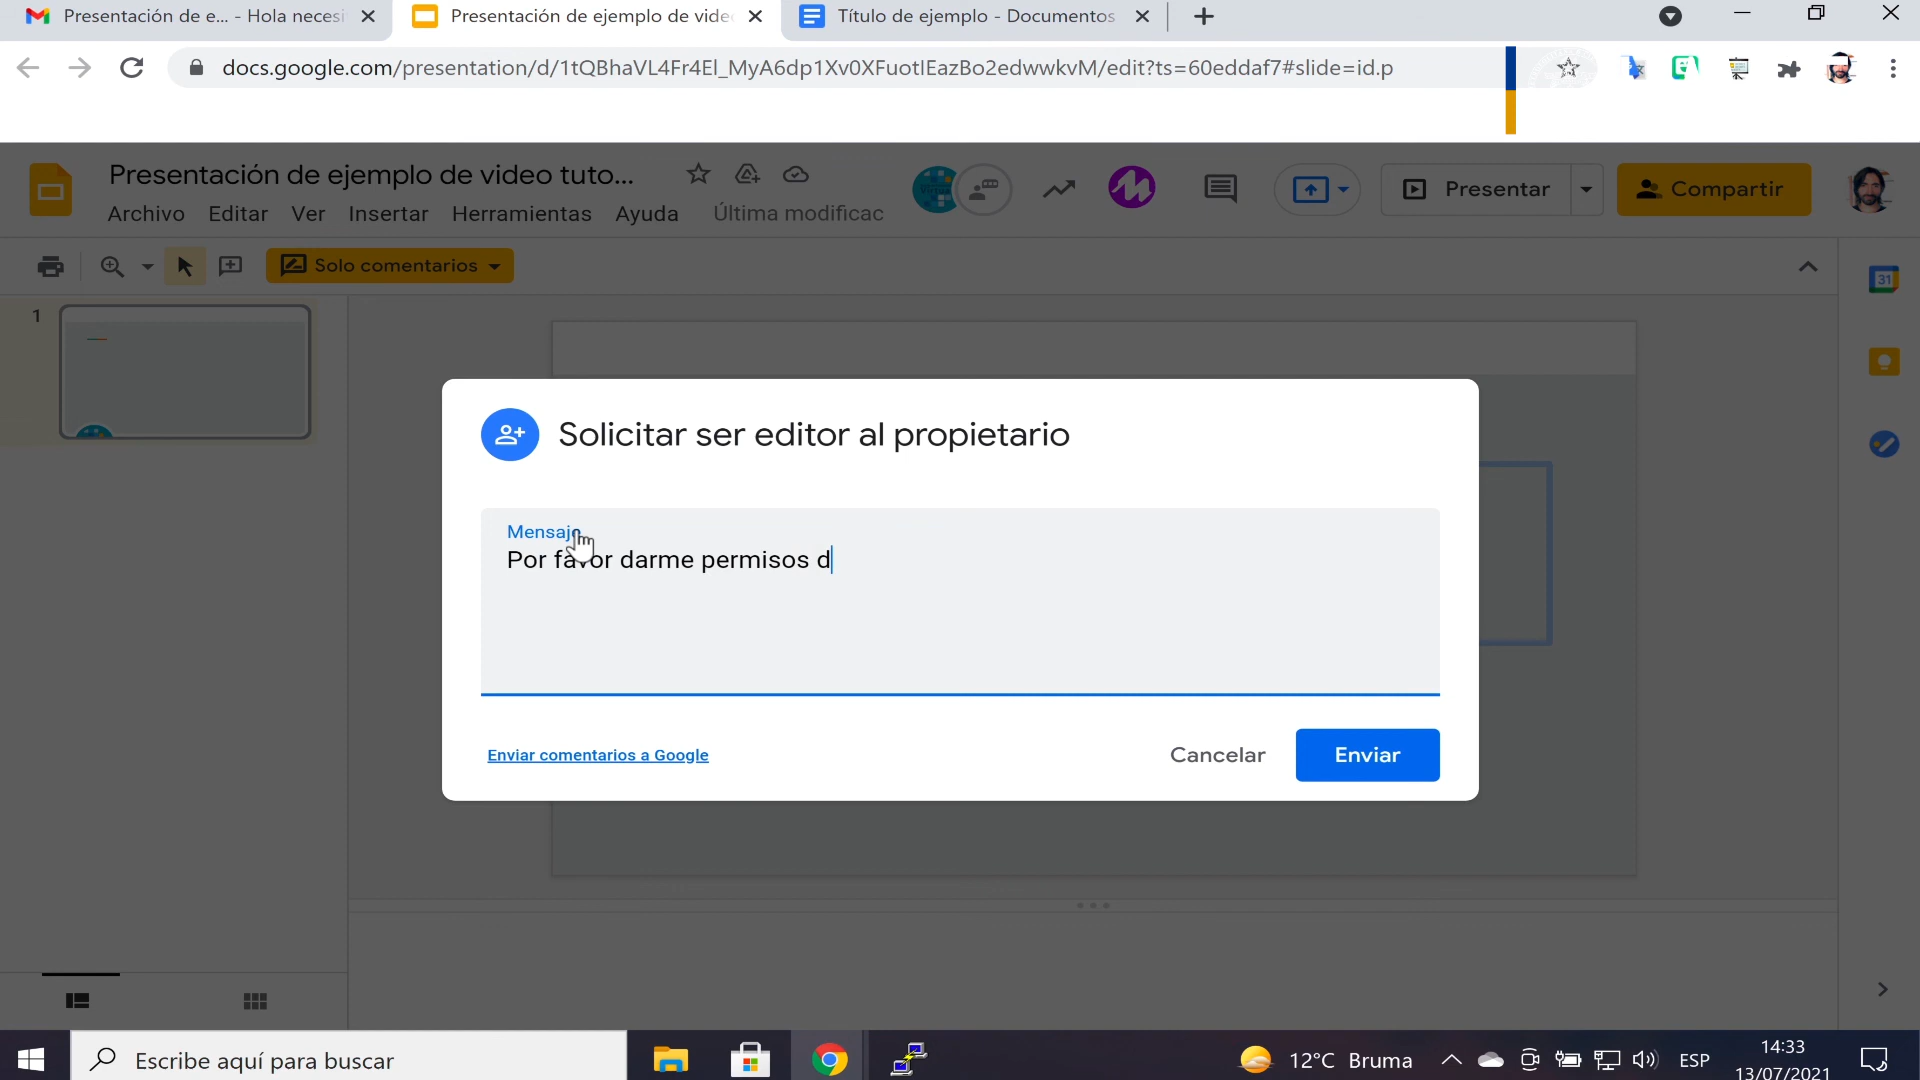 Presentación de e... - Hola necesi
Presentación de ejemplo de vide
Título de ejemplo - Documentos
docs.google.com/presentation/d/1tQBhaVL4Fr4El_MyA6dp1Xv0XFuotIEazBo2edwwkvM/edit?ts=60eddaf7#slide=id.p
Presentación de ejemplo de video tuto...
Archivo Editar Ver Insertar Herramientas Ayuda Última modificac
Presentar
Compartir
Solo comentarios
31
1
Solicitar ser editor al propietario
Mensaje
Por favor darme permisos d
Enviar comentarios a Google
Cancelar
Enviar
Escribe aquí para buscar
12°C Bruma
ESP
14:33
13/07/2021